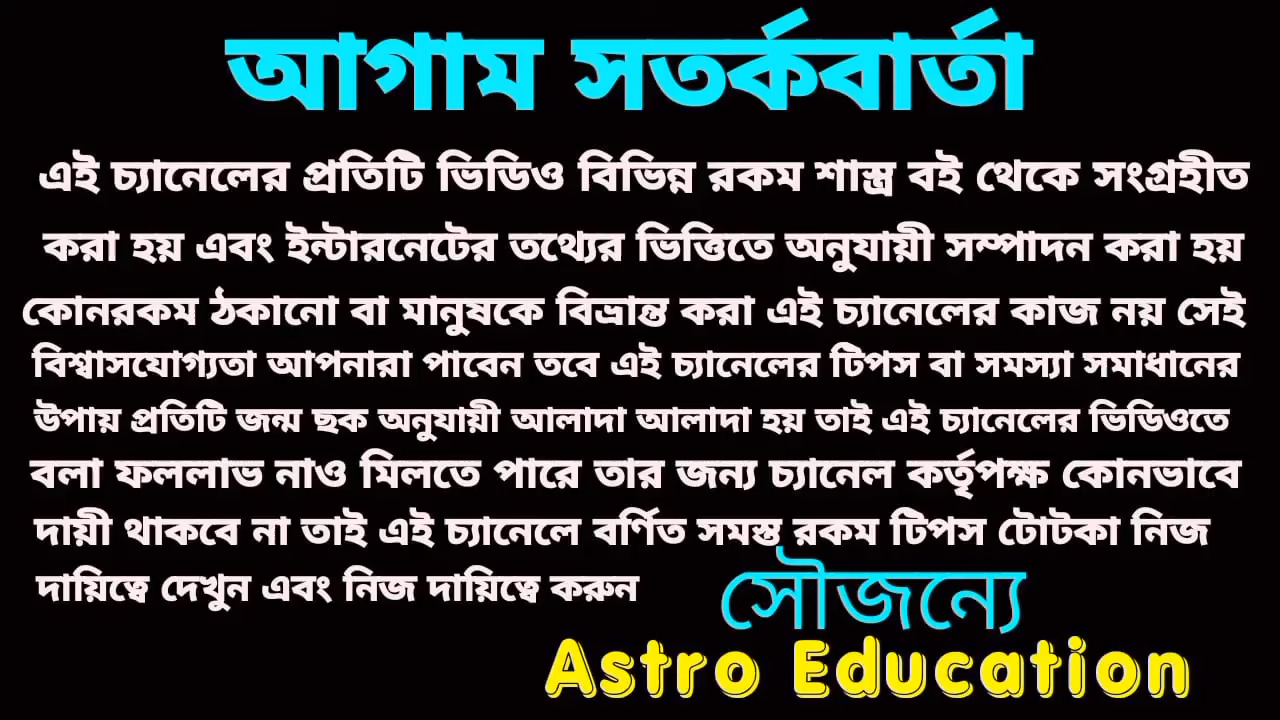 আগাম সতর্কবার্তা
এই চ্যানেলের প্রতিটি ভিডিও বিভিন্ন রকম শাস্ত্র বই থেকে সংগ্রহীত
করা হয় এবং ইন্টারনেটের তথ্যের ভিত্তিতে অনুযায়ী সম্পাদন করা হয়
কোনরকম ঠকানো বা মানুষকে বিভ্রান্ত করা এই চ্যানেলের কাজ নয় সেই
বিশ্বাসযোগ্যতা আপনারা পাবেন তবে এই চ্যানেলের টিপস বা সমস্যা সমাধানের
উপায় প্রতিটি জন্ম ছক অনুযায়ী আলাদা আলাদা হয় তাই এই চ্যানেলের ভিডিওতে
বলা ফললাভ নাও মিলতে পারে তার জন্য চ্যানেল কর্তৃপক্ষ কোনভাবে
দায়ী থাকবে না তাই এই চ্যানেলে বর্ণিত সমস্ত রকম টিপস টোটকা নিজ
দায়িত্বে দেখুন এবং নিজ দায়িত্বে করুন
সৌজন্যে
Astro Education